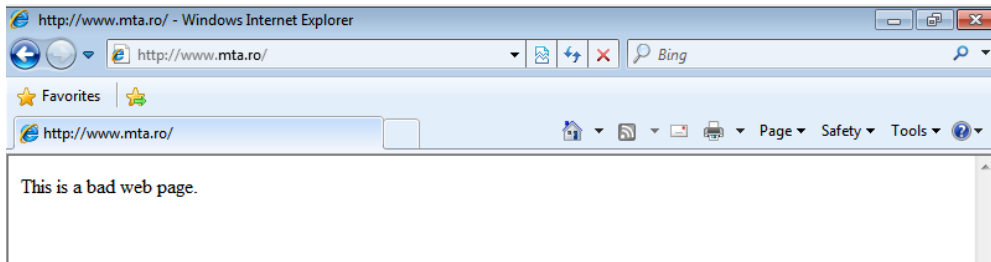 http://www.mta.ro/ - Windows Internet Explorer
http://www.mta.ro/ Bing
Favorites
http://www.mta.ro/ Page Safety Tools
This is a bad web page.